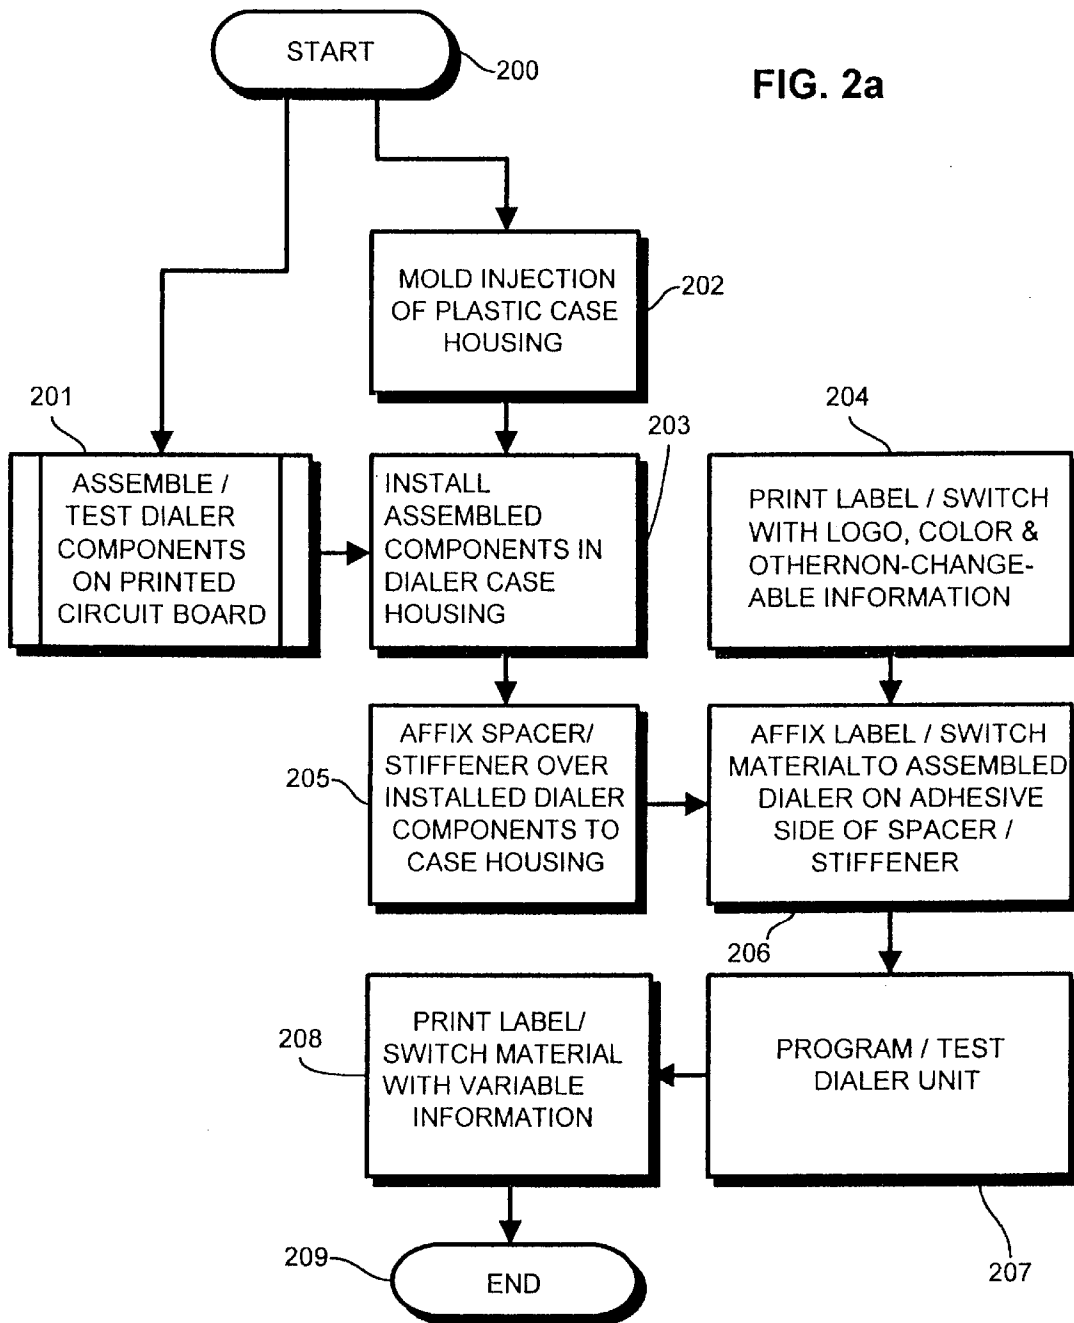 START
200
FIG. 2a
MOLD INJECTION
OF PLASTIC CASE
HOUSING
202
201
203
204
ASSEMBLE /
TEST DIALER
COMPONENTS
ON PRINTED
CIRCUIT BOARD
INSTALL
ASSEMBLED
COMPONENTS IN
DIALER CASE
HOUSING
PRINT LABEL / SWITCH
WITH LOGO, COLOR &
OTHERNON-CHANGE-
ABLE INFORMATION
205
AFFIX SPACER/
STIFFENER OVER
INSTALLED DIALER
COMPONENTS TO
CASE HOUSING
AFFIX LABEL / SWITCH
MATERIALTO ASSEMBLED
DIALER ON ADHESIVE
SIDE OF SPACER /
STIFFENER
206
208
PRINT LABEL/
SWITCH MATERIAL
WITH VARIABLE
INFORMATION
PROGRAM / TEST
DIALER UNIT
207
209
END